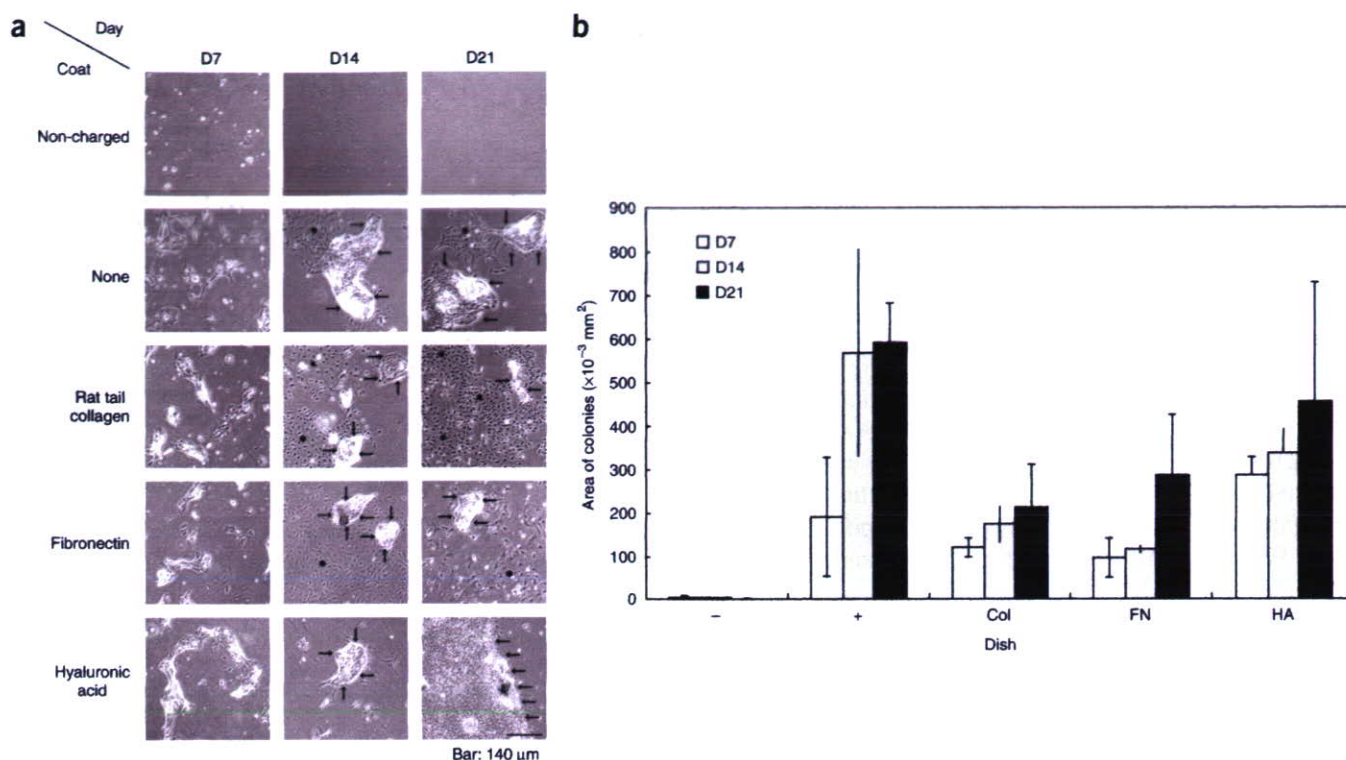 a
Day
Coat
D7
D14
D21
Non-charged
None
Rat tail
collagen
Fibronectin
Hyaluronic
acid
Bar: 140 µm
b
900
800
700
600
500
400
300
200
100
0
Area of colonies (×10⁻³ mm²)
D7
D14
D21
–
+
Col
FN
HA
Dish